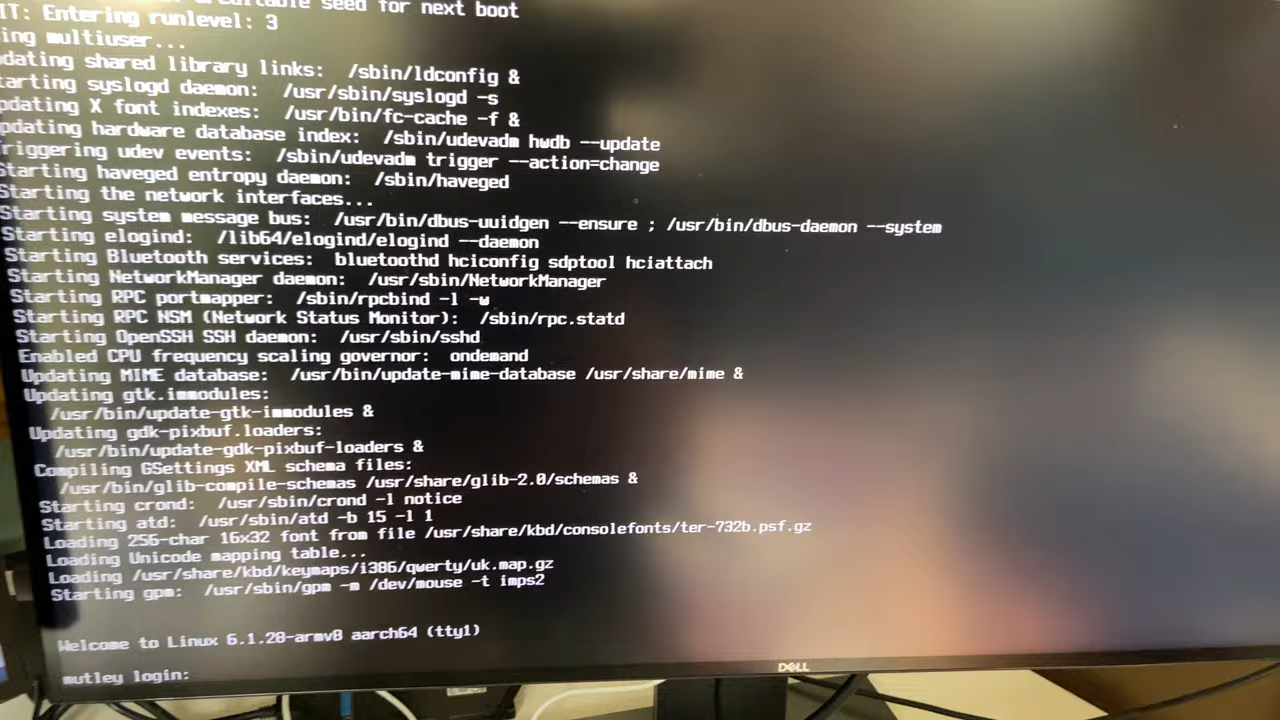 seed for next boot
IT: Entering runlevel: 3
ing multiuser...
dating shared library links:  /sbin/ldconfig &
tarting syslogd daemon:  /usr/sbin/syslogd -s
pdating X font indexes:  /usr/bin/fc-cache -f &
pdating hardware database index:  /sbin/udevadm hwdb --update
riggering udev events:  /sbin/udevadm trigger --action=change
Starting haveged entropy daemon:  /sbin/haveged
Starting the network interfaces...
Starting system message bus:  /usr/bin/dbus-uuidgen --ensure ; /usr/bin/dbus-daemon --system
Starting elogind:  /lib64/elogind/elogind --daemon
Starting Bluetooth services:  bluetoothd hciconfig sdptool hciattach
Starting NetworkManager daemon:  /usr/sbin/NetworkManager
Starting RPC portmapper:  /sbin/rpcbind -l -w
Starting RPC NSM (Network Status Monitor):  /sbin/rpc.statd
Starting OpenSSH SSH daemon:  /usr/sbin/sshd
Enabled CPU frequency scaling governor:  ondemand
Updating MIME database:  /usr/bin/update-mime-database /usr/share/mime &
Updating gtk.immodules:
/usr/bin/update-gtk-immodules &
Updating gdk-pixbuf.loaders:
/usr/bin/update-gdk-pixbuf-loaders &
Compiling GSettings XML schema files:
/usr/bin/glib-compile-schemas /usr/share/glib-2.0/schemas &
Starting crond:  /usr/sbin/crond -l notice
Starting atd:  /usr/sbin/atd -b 15 -l 1
Loading 256-char 16x32 font from file /usr/share/kbd/consolefonts/ter-732b.psf.gz
Loading Unicode mapping table...
Loading /usr/share/kbd/keymaps/i386/qwerty/uk.map.gz
Starting gpm:  /usr/sbin/gpm -m /dev/mouse -t imps2
Welcome to Linux 6.1.28-armv8 aarch64 (tty1)
mutley login:
DELL